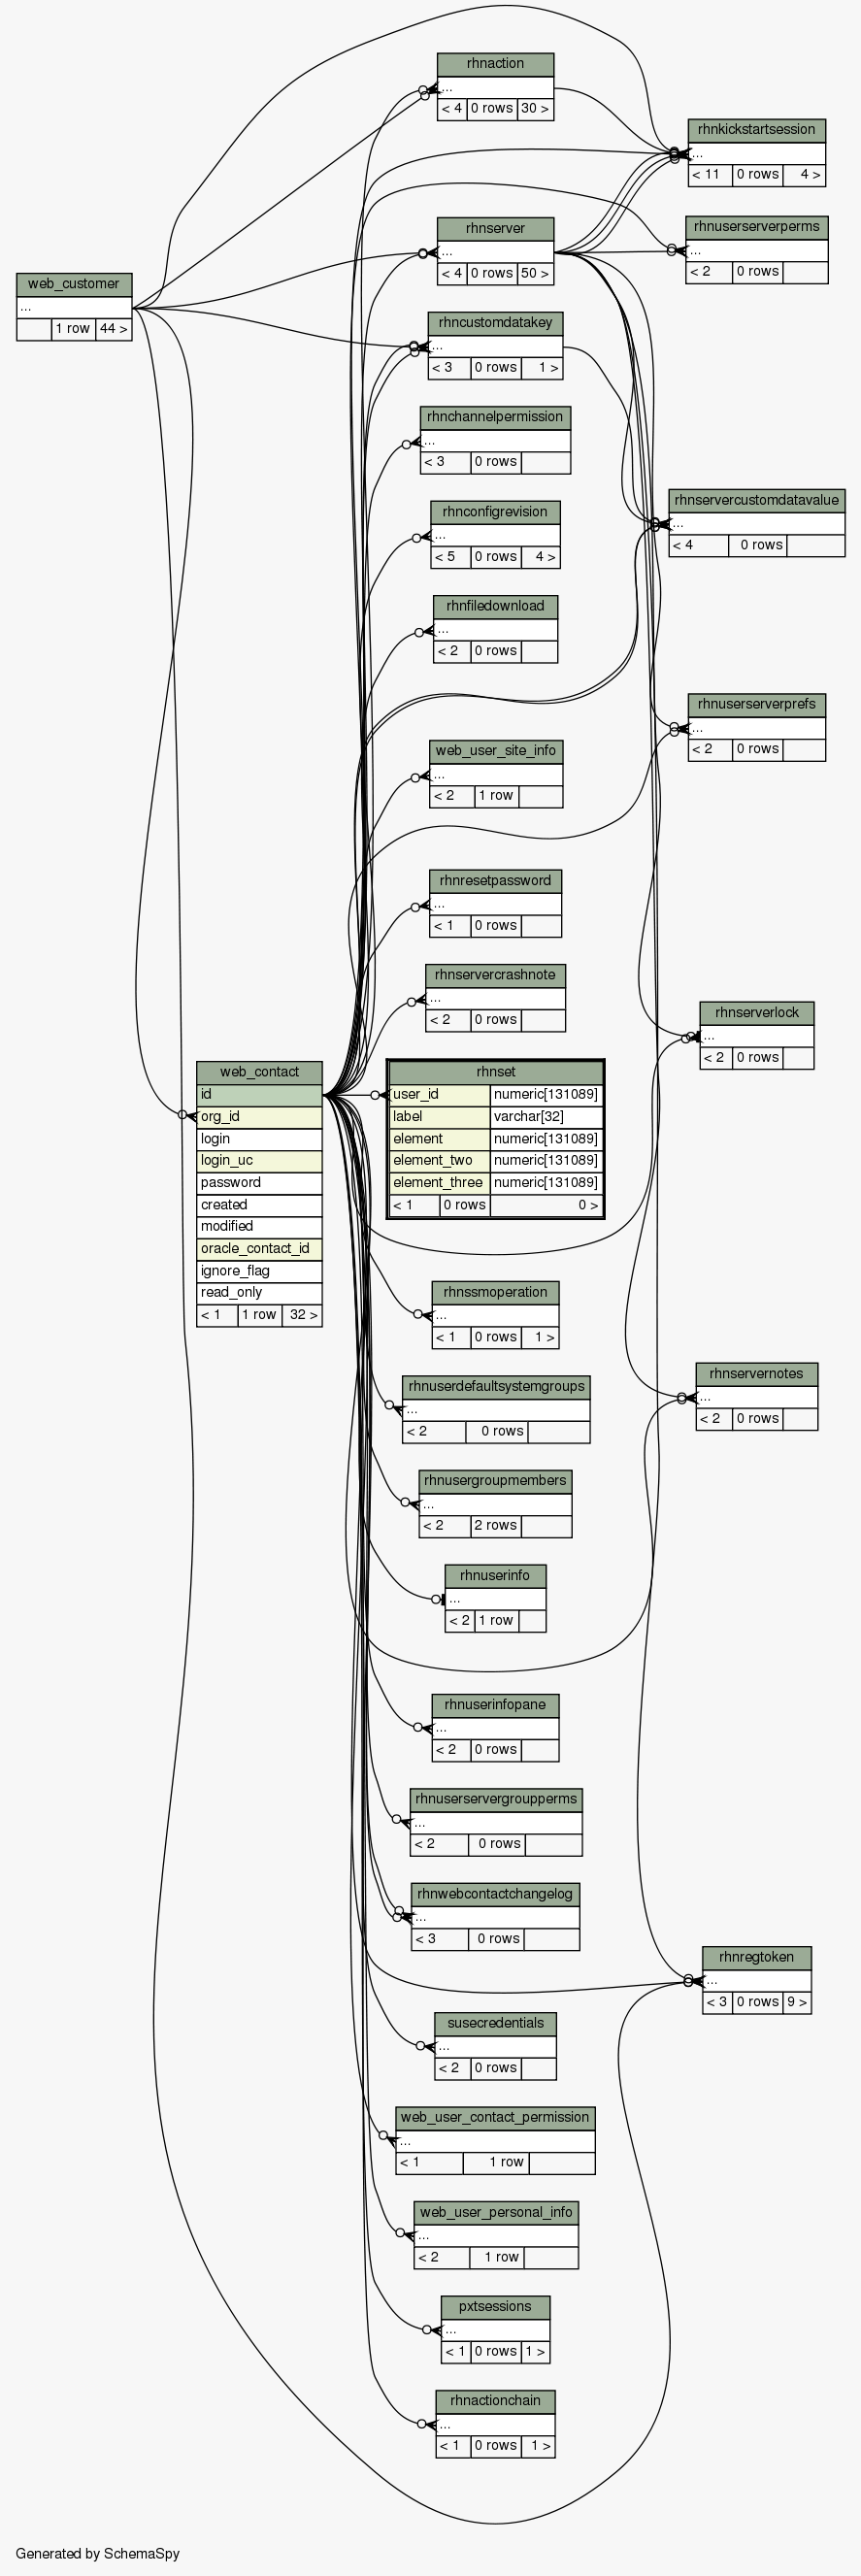 rhnaction
...
< 4 0 rows 30 >
rhnkickstartsession
...
< 11 0 rows 4 >
rhnserver
...
< 4 0 rows 50 >
rhnuserserverperms
...
< 2 0 rows
web_customer
...
1 row 44 >
rhncustomdatakey
...
< 3 0 rows 1 >
rhnchannelpermission
...
< 3 0 rows
rhnservercustomdatavalue
...
< 4 0 rows
rhnconfigrevision
...
< 5 0 rows 4 >
rhnfiledownload
...
< 2 0 rows
rhnuserserverprefs
...
< 2 0 rows
web_user_site_info
...
< 2 1 row
rhnresetpassword
...
< 1 0 rows
rhnservercrashnote
...
< 2 0 rows
rhnserverlock
...
< 2 0 rows
web_contact
id
org_id
login
login_uc
password
created
modified
oracle_contact_id
ignore_flag
read_only
< 1 1 row 32 >
rhnset
user_id numeric[131089]
label varchar[32]
element numeric[131089]
element_two numeric[131089]
element_three numeric[131089]
< 1 0 rows 0 >
rhnssmoperation
...
< 1 0 rows 1 >
rhnuserdefaultsystemgroups
...
< 2 0 rows
rhnservernotes
...
< 2 0 rows
rhnusergroupmembers
...
< 2 2 rows
rhnuserinfo
...
< 2 1 row
rhnuserinfopane
...
< 2 0 rows
rhnuserservergroupperms
...
< 2 0 rows
rhnwebcontactchangelog
...
< 3 0 rows
rhnregtoken
...
< 3 0 rows 9 >
susecredentials
...
< 2 0 rows
web_user_contact_permission
...
< 1 1 row
web_user_personal_info
...
< 2 1 row
pxtsessions
...
< 1 0 rows 1 >
rhnactionchain
...
< 1 0 rows 1 >
Generated by SchemaSpy